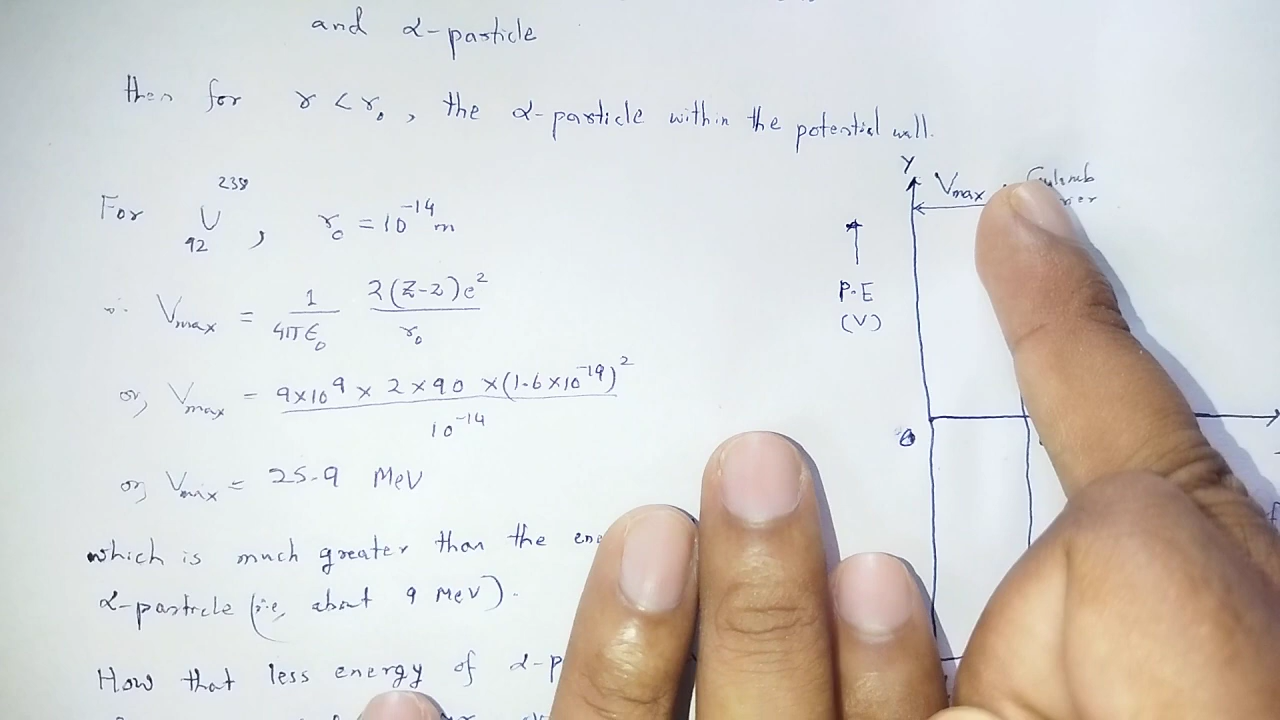 and α-particle
then for r < r₀, the α-particle within the potential well.
For ₉₂U²³⁸, r₀ = 10⁻¹⁴ m
∴ Vmax = 1/4πϵ₀ 2(Z-2)e²/r₀
or, Vmax = 9×10⁹ × 2×90 ×(1.6×10⁻¹⁹)²/10⁻¹⁴
or, Vmax = 25.9 MeV
which is much greater than the
α-particle (i.e, about 9 MeV).
How that less energy of α-p
Y
Vmax
P.E
(V)